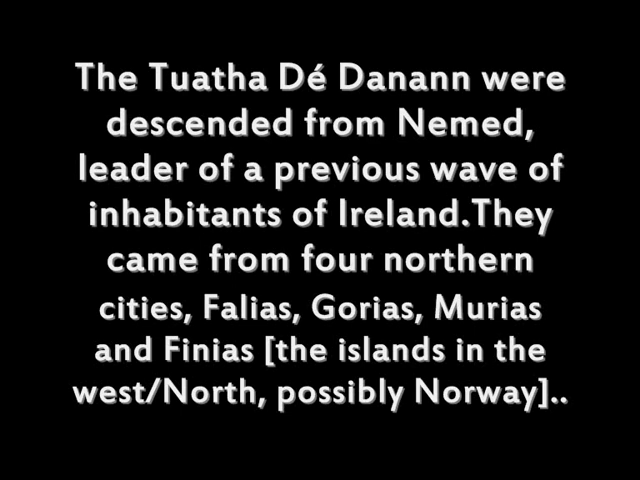 The Tuatha Dé Danann were
descended from Nemed,
leader of a previous wave of
inhabitants of Ireland.They
came from four northern
cities, Falias, Gorias, Murias
and Finias [the islands in the
west/North, possibly Norway]..